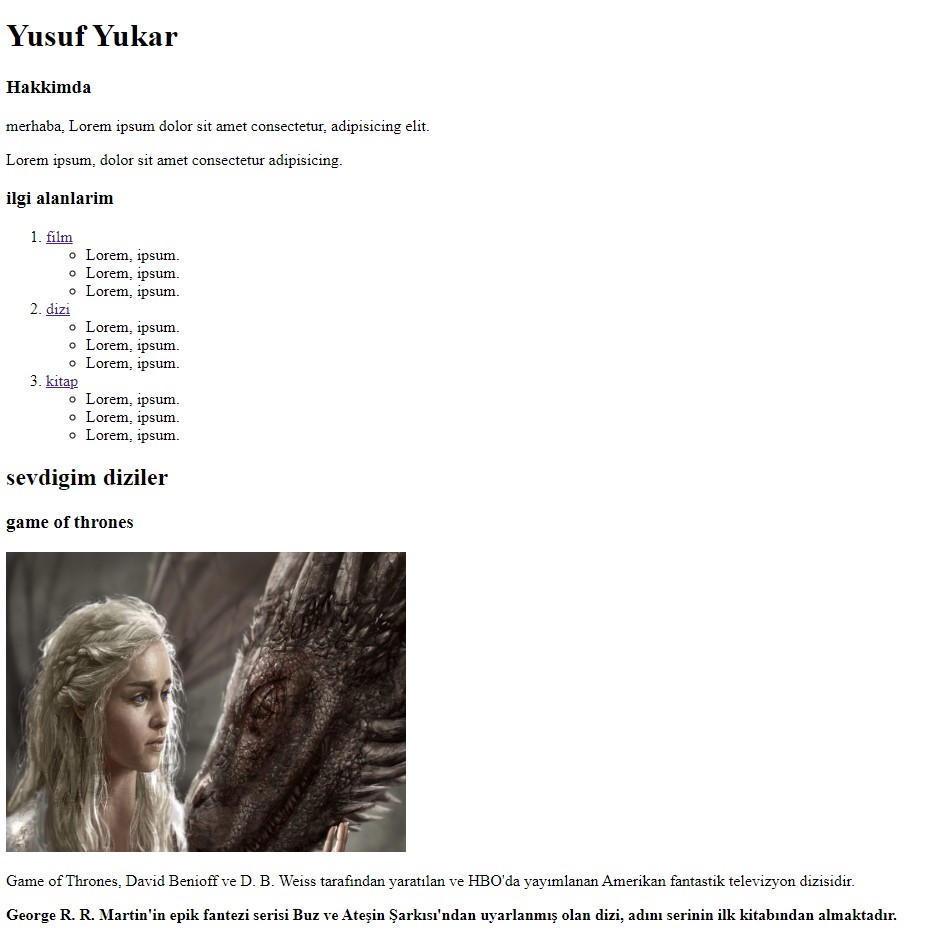 Yusuf Yukar
Hakkimda
merhaba, Lorem ipsum dolor sit amet consectetur, adipisicing elit.
Lorem ipsum, dolor sit amet consectetur adipisicing.
ilgi alanlarim
1. film
Lorem, ipsum.
Lorem, ipsum.
Lorem, ipsum.
2. dizi
Lorem, ipsum.
Lorem, ipsum.
Lorem, ipsum.
3. kitap
Lorem, ipsum.
Lorem, ipsum.
Lorem, ipsum.
sevdigim diziler
game of thrones
Game of Thrones, David Benioff ve D. B. Weiss tarafından yaratılan ve HBO'da yayımlanan Amerikan fantastik televizyon dizisidir.
George R. R. Martin'in epik fantezi serisi Buz ve Ateşin Şarkısı'ndan uyarlanmış olan dizi, adını serinin ilk kitabından almaktadır.